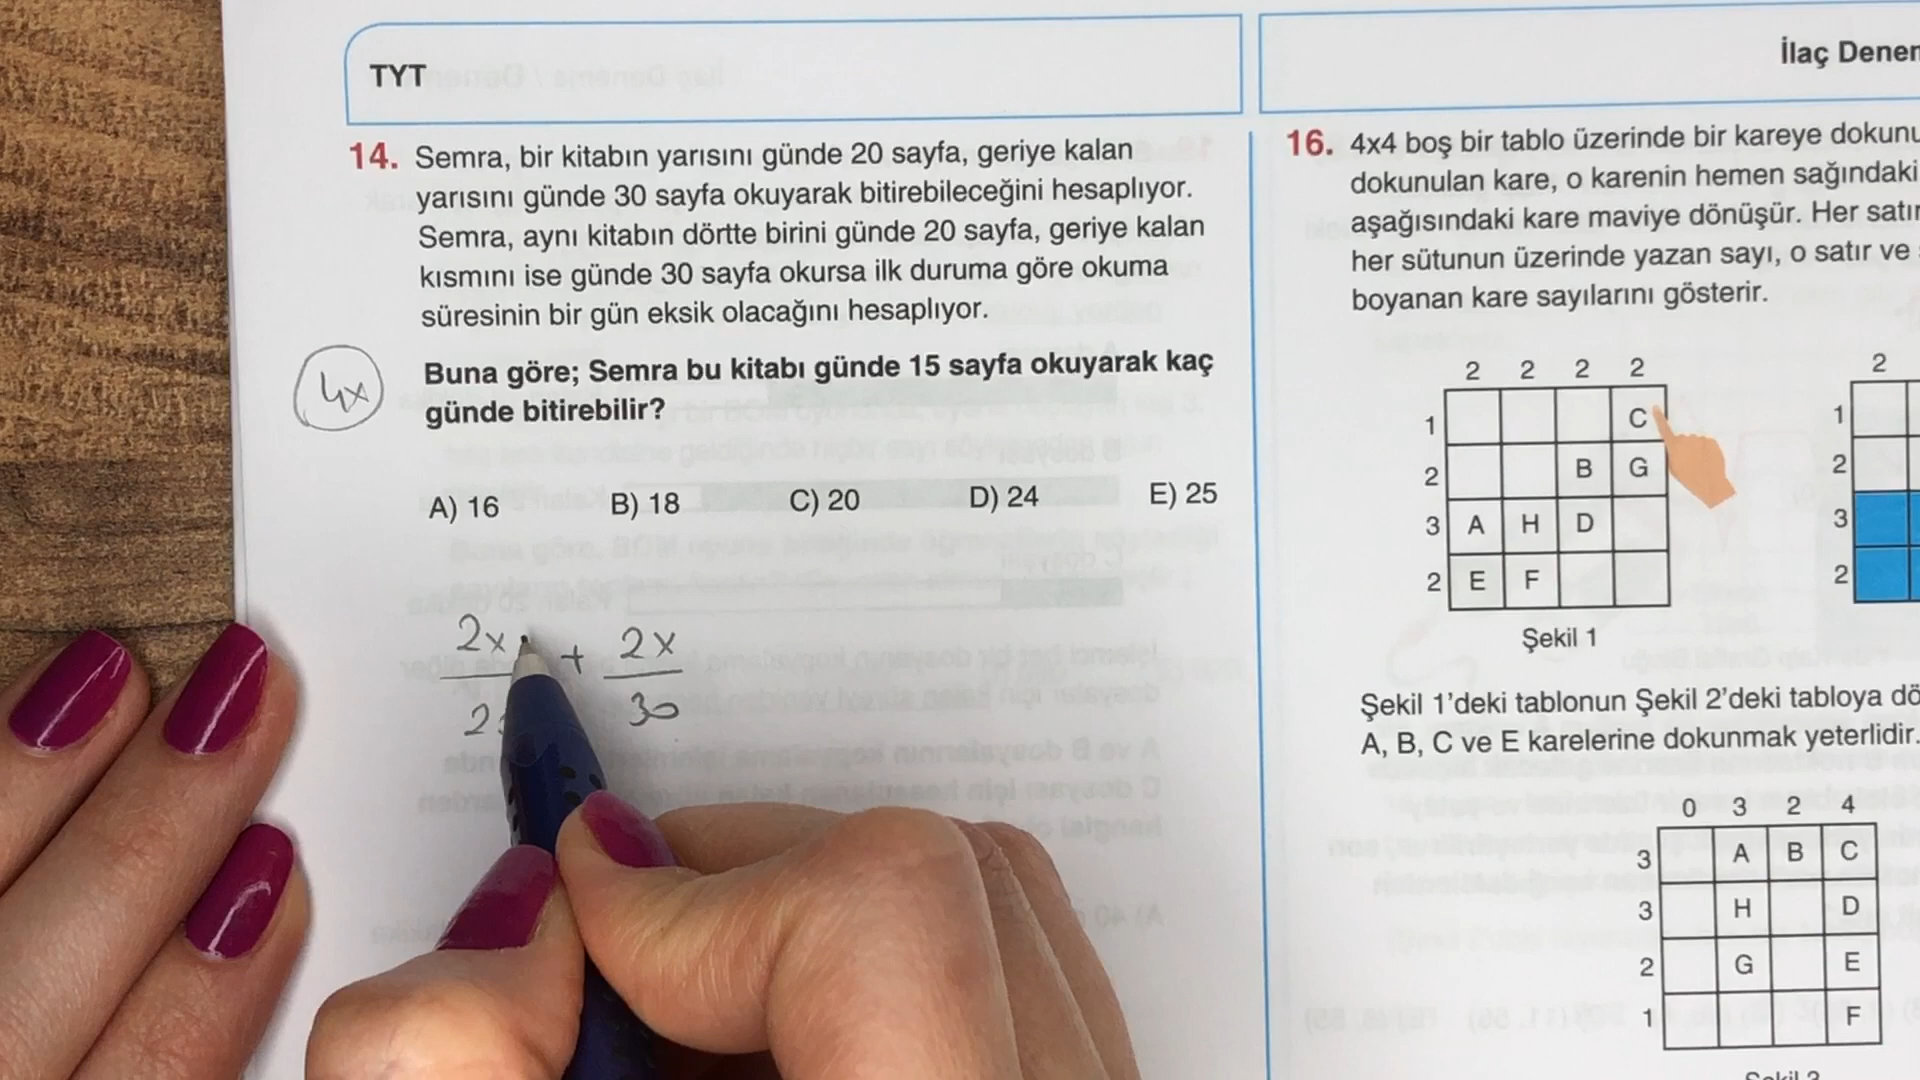 TYT
14. Semra, bir kitabın yarısını günde 20 sayfa, geriye kalan
yarısını günde 30 sayfa okuyarak bitirebileceğini hesaplıyor.
Semra, aynı kitabın dörtte birini günde 20 sayfa, geriye kalan
kısmını ise günde 30 sayfa okursa ilk duruma göre okuma
süresinin bir gün eksik olacağını hesaplıyor.
4x
Buna göre; Semra bu kitabı günde 15 sayfa okuyarak kaç
günde bitirebilir?
A) 16 B) 18 C) 20 D) 24 E) 25
2x + 2x
2 30
İlaç
16. 4x4 boş bir tablo üzerinde bir kareye
dokunulan kare, o karenin hemen sağındaki
aşağısındaki kare maviye dönüşür. Her
her sütunun üzerinde yazan sayı, o satır ve
boyanan kare sayılarını gösterir.
2 2 2 2
1 C
2 B G
3 A H D
2 E F
Şekil 1
2
1
2
3
2
Şekil 1'deki tablonun Şekil 2'deki tabloya
A, B, C ve E karelerine dokunmak yeterlidir.
0 3 2 4
3 A B C
3 H D
2 G E
1 F